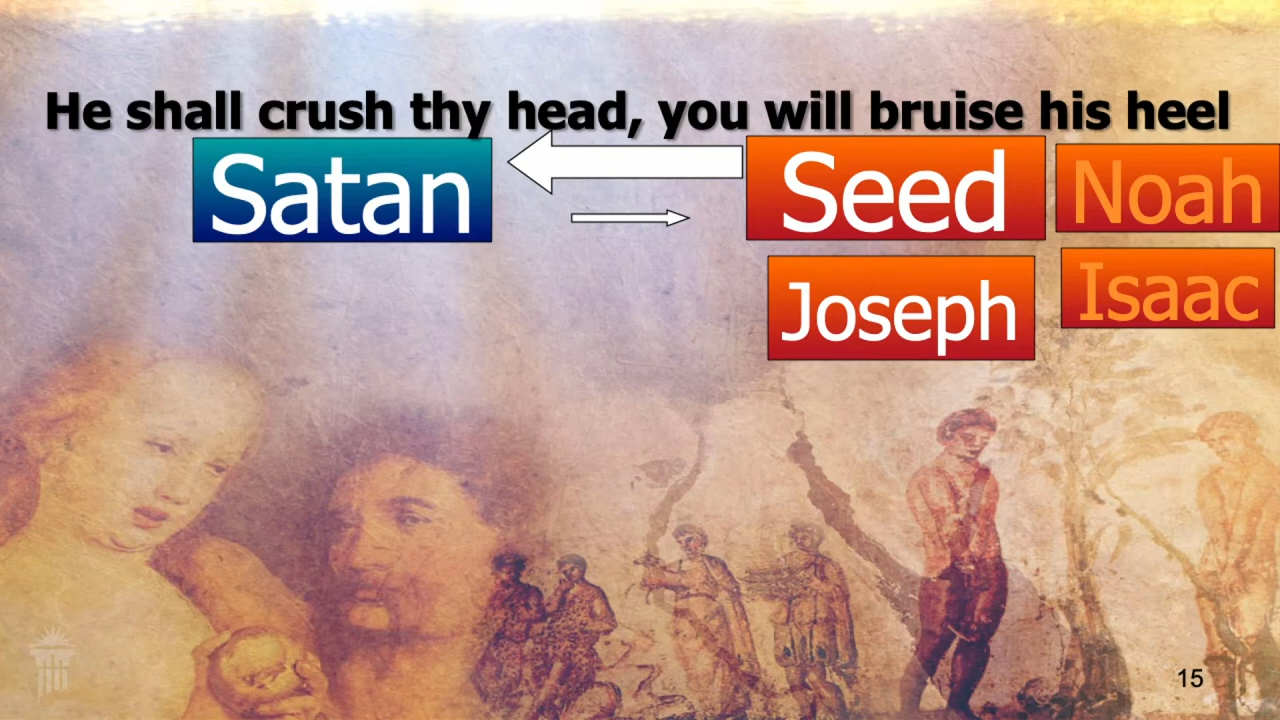 He shall crush thy head, you will bruise his heel
Satan
Seed
Noah
Joseph
Isaac
15